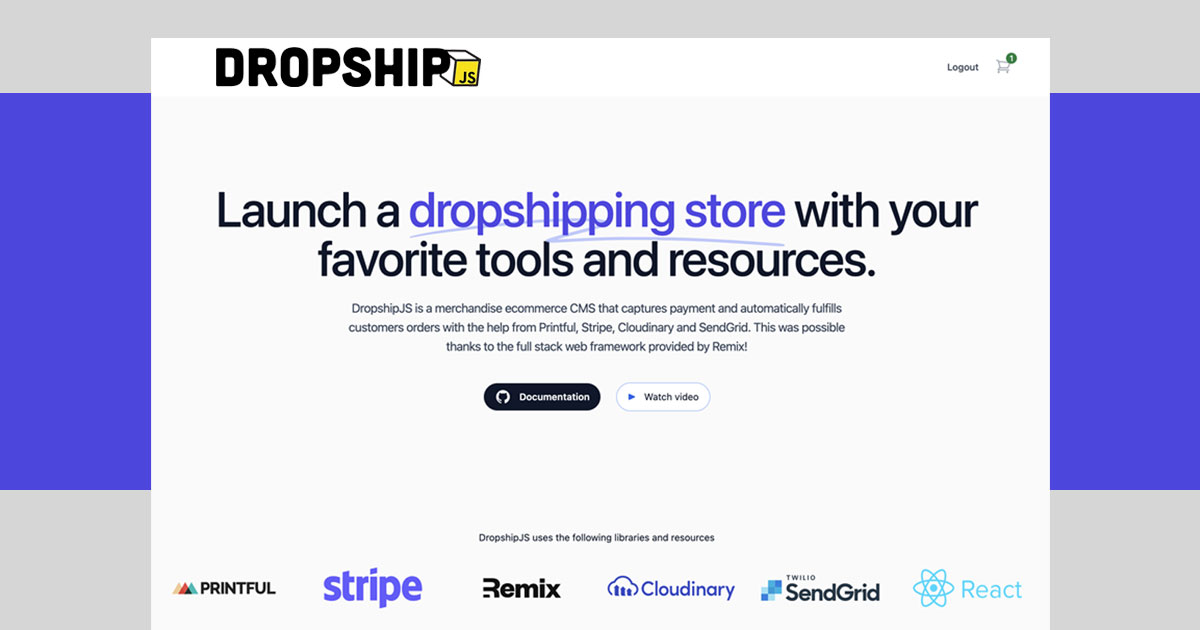 DROPSHIP JS
Logout
1
Launch a dropshipping store with your
favorite tools and resources.
DropshipJS is a merchandise ecommerce CMS that captures payment and automatically fulfills
customers orders with the help from Printful, Stripe, Cloudinary and SendGrid. This was possible
thanks to the full stack web framework provided by Remix!
Documentation
Watch video
DropshipJS uses the following libraries and resources
PRINTFUL
stripe
Remix
Cloudinary
TWILIO
SendGrid
React